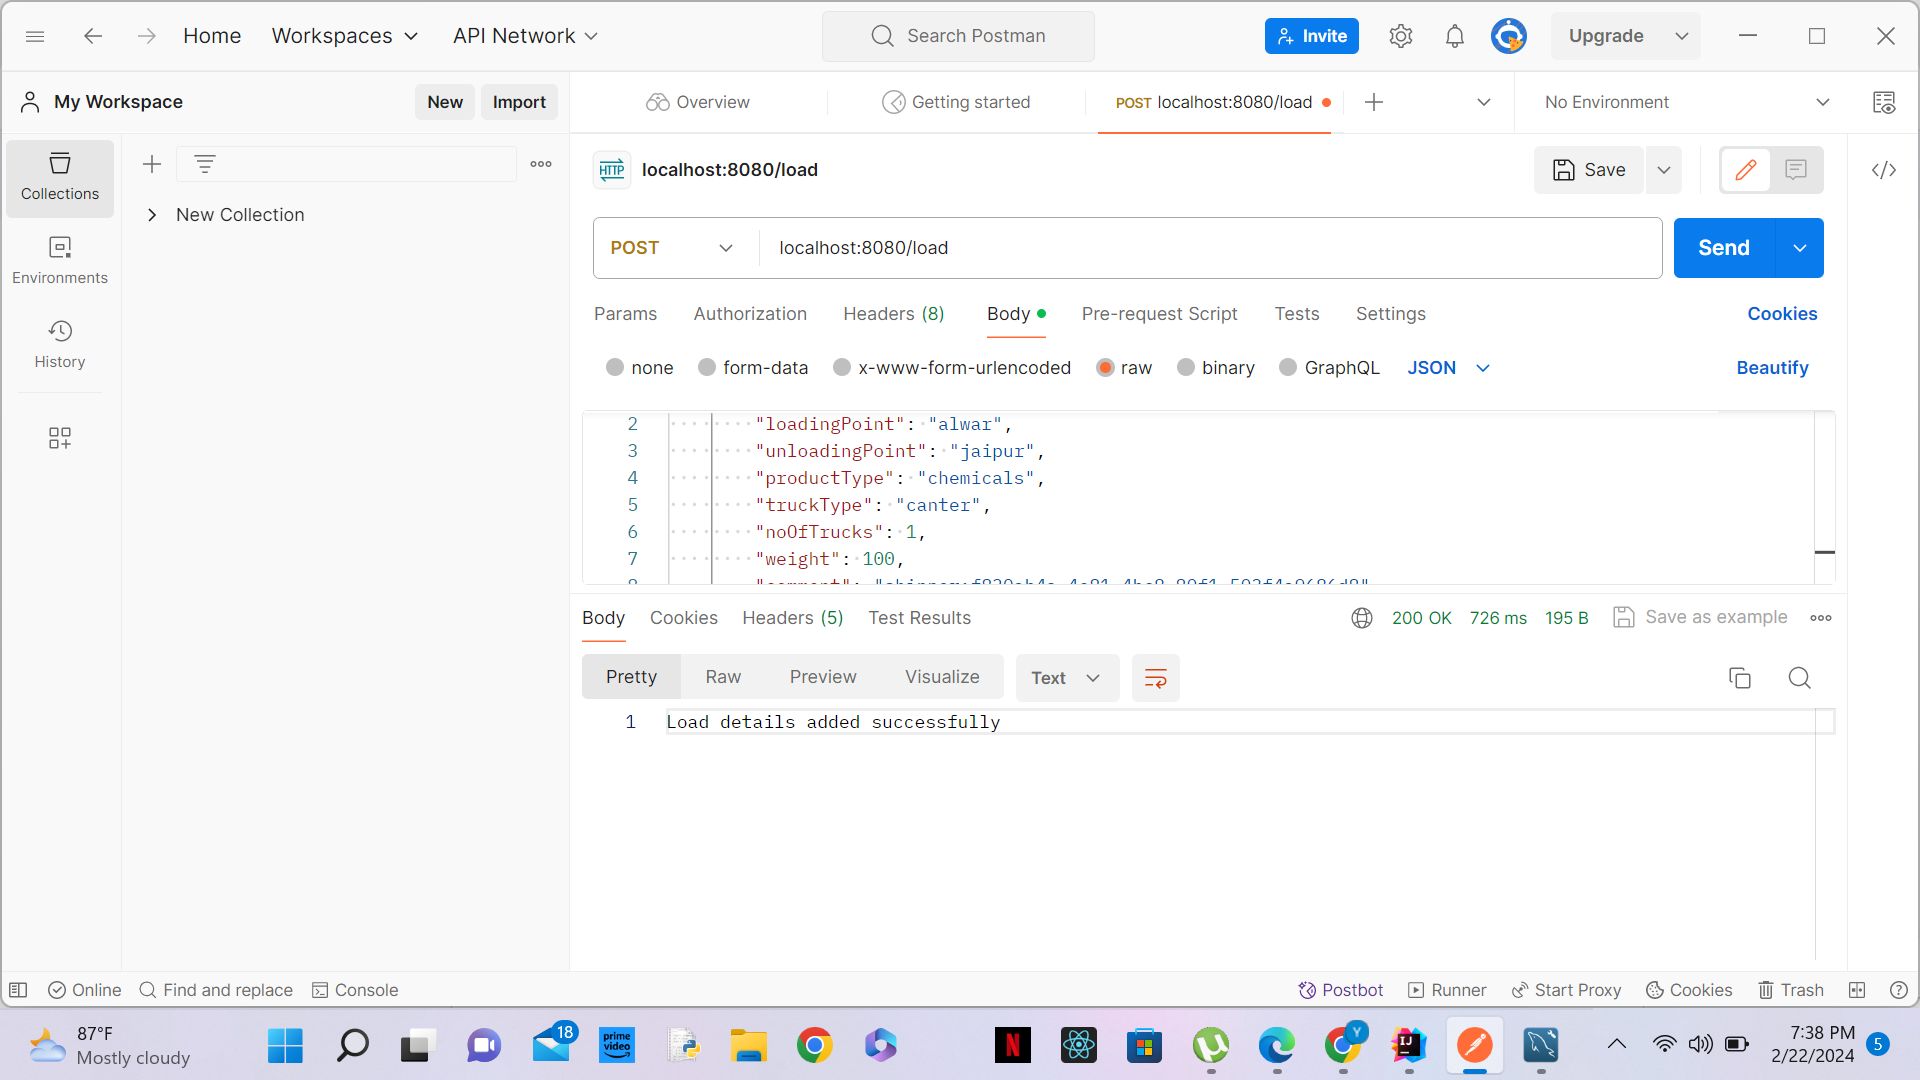 Home
Workspaces
API Network
Search Postman
Invite
Upgrade
My Workspace
New
Import
Overview
Getting started
POST localhost:8080/load
No Environment
Collections
Environments
History
New Collection
HTTP
localhost:8080/load
Save
POST
localhost:8080/load
Send
Params
Authorization
Headers (8)
Body
Pre-request Script
Tests
Settings
Cookies
none
form-data
x-www-form-urlencoded
raw
binary
GraphQL
JSON
Beautify
2 "loadingPoint": "alwar",
3 "unloadingPoint": "jaipur",
4 "productType": "chemicals",
5 "truckType": "canter",
6 "noOfTrucks": 1,
7 "weight": 100,
Body
Cookies
Headers (5)
Test Results
200 OK
726 ms
195 B
Save as example
Pretty
Raw
Preview
Visualize
Text
1 Load details added successfully
Online
Find and replace
Console
Postbot
Runner
Start Proxy
Cookies
Trash
87°F
Mostly cloudy
18
prime video
N
Y
IJ
7:38 PM
2/22/2024
5